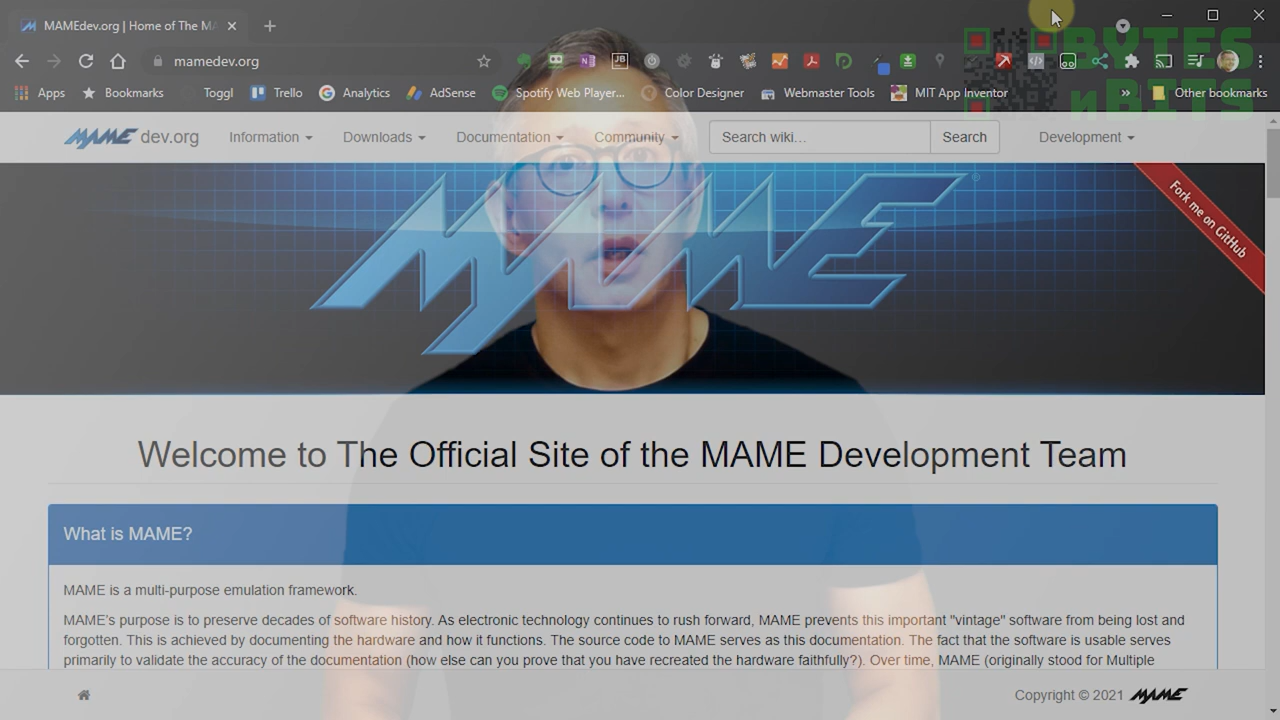 MAMEdev.org | Home of The MA
mamedev.org
JB
Apps
Bookmarks
Toggl
Trello
Analytics
AdSense
Spotify Web Player...
Color Designer
Webmaster Tools
MIT App Inventor
»
Other bookmarks
BYTES
nBITS
MAME dev.org
Information
Downloads
Documentation
Community
Search wiki...
Search
Development
MAME
Fork me on GitHub
Welcome to The Official Site of the MAME Development Team
What is MAME?
MAME is a multi-purpose emulation framework.
MAME's purpose is to preserve decades of software history. As electronic technology continues to rush forward, MAME prevents this important "vintage" software from being lost and
forgotten. This is achieved by documenting the hardware and how it functions. The source code to MAME serves as this documentation. The fact that the software is usable serves
primarily to validate the accuracy of the documentation (how else can you prove that you have recreated the hardware faithfully?). Over time, MAME (originally stood for Multiple
Copyright © 2021 MAME